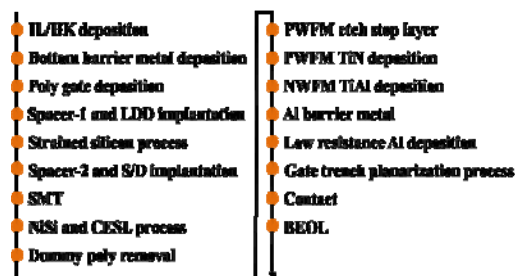 IL/HK deposition
Bottom barrier metal deposition
Poly gate deposition
Spacer-1 and LDD implantation
Strained silicon process
Spacer-2 and S/D implantation
SMT
NiSi and CESL process
Dummy poly removal
PWFM etch stop layer
PWFM TiN deposition
NWFM TiAl deposition
Al barrier metal
Low resistance Al deposition
Gate trench planarization process
Contact
BEOL